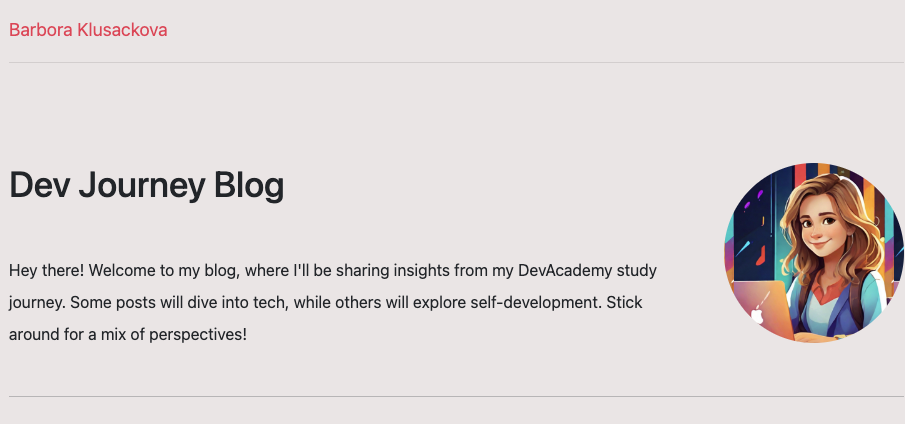 Barbora Klusackova
Dev Journey Blog
Hey there! Welcome to my blog, where I'll be sharing insights from my DevAcademy study
journey. Some posts will dive into tech, while others will explore self-development. Stick
around for a mix of perspectives!